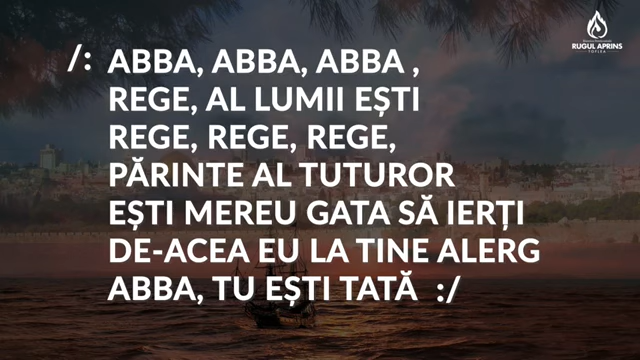 /: ABBA, ABBA, ABBA ,
REGE, AL LUMII EȘTI
REGE, REGE, REGE,
PĂRINTE AL TUTUROR
EȘTI MEREU GATA SĂ IERȚI
DE-ACEA EU LA TINE ALERG
ABBA, TU EȘTI TATĂ :/
RUGUL APRINS
TOPLEA